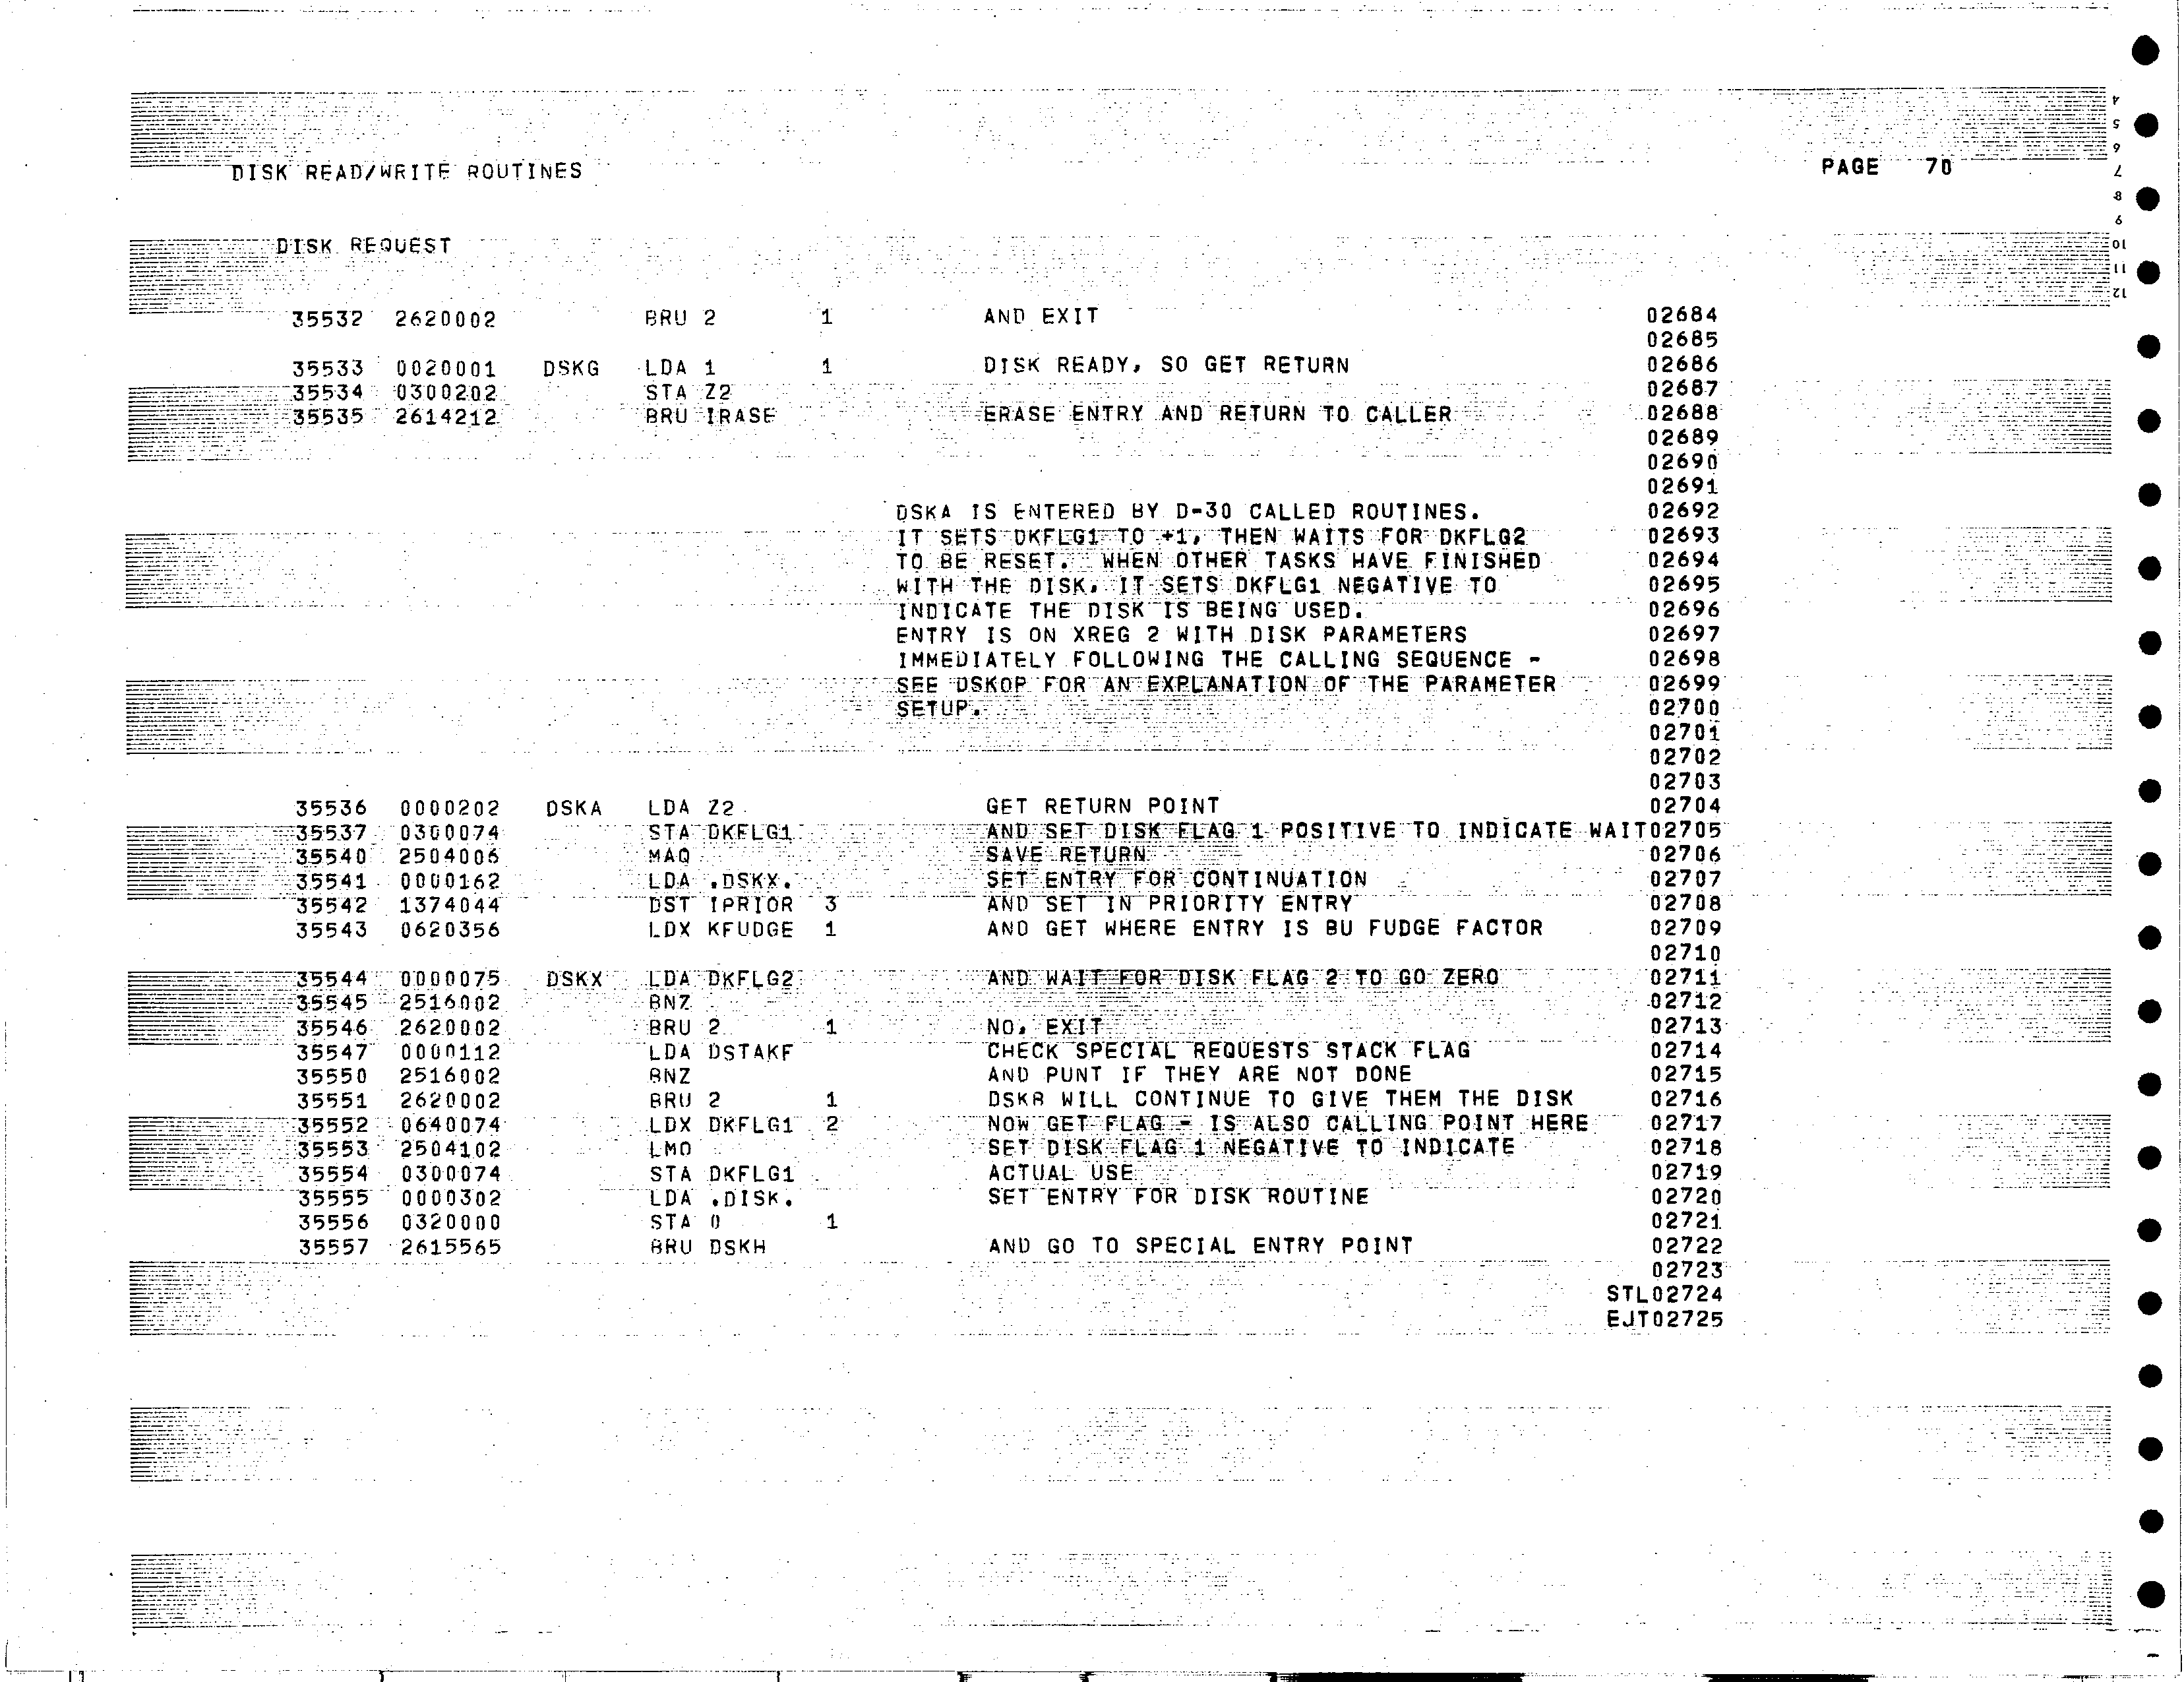 DISK READ/WRITE ROUTINES PAGE 70
DISK REQUEST
35532 2620002 BRU 2 1 AND EXIT 02684
02685
35533 0020001 DSKG LDA 1 1 DISK READY, SO GET RETURN 02686
35534 0300202 STA Z2 02687
35535 2614212 BRU IRASE ERASE ENTRY AND RETURN TO CALLER 02688
02689
02690
02691
DSKA IS ENTERED BY D-30 CALLED ROUTINES. 02692
IT SETS DKFLG1 TO +1, THEN WAITS FOR DKFLG2 02693
TO BE RESET. WHEN OTHER TASKS HAVE FINISHED 02694
WITH THE DISK, IT SETS DKFLG1 NEGATIVE TO 02695
INDICATE THE DISK IS BEING USED. 02696
ENTRY IS ON XREG 2 WITH DISK PARAMETERS 02697
IMMEDIATELY FOLLOWING THE CALLING SEQUENCE - 02698
SEE DSKOP FOR AN EXPLANATION OF THE PARAMETER 02699
SETUP. 02700
02701
02702
02703
35536 0000202 DSKA LDA Z2 GET RETURN POINT 02704
35537 0300074 STA DKFLG1 AND SET DISK FLAG 1 POSITIVE TO INDICATE WAIT02705
35540 2504006 MAQ SAVE RETURN 02706
35541 0000162 LDA .DSKX. SET ENTRY FOR CONTINUATION 02707
35542 1374044 DST IPRIOR 3 AND SET IN PRIORITY ENTRY 02708
35543 0620356 LDX KFUDGE 1 AND GET WHERE ENTRY IS BU FUDGE FACTOR 02709
02710
35544 0000075 DSKX LDA DKFLG2 AND WAIT FOR DISK FLAG 2 TO GO ZERO 02711
35545 2516002 BNZ 02712
35546 2620002 BRU 2 1 NO, EXIT 02713
35547 0000112 LDA DSTAKF CHECK SPECIAL REQUESTS STACK FLAG 02714
35550 2516002 BNZ AND PUNT IF THEY ARE NOT DONE 02715
35551 2620002 BRU 2 1 DSKR WILL CONTINUE TO GIVE THEM THE DISK 02716
35552 0640074 LDX DKFLG1 2 NOW GET FLAG - IS ALSO CALLING POINT HERE 02717
35553 2504102 LMO SET DISK FLAG 1 NEGATIVE TO INDICATE 02718
35554 0300074 STA DKFLG1 ACTUAL USE 02719
35555 0000302 LDA .DISK. SET ENTRY FOR DISK ROUTINE 02720
35556 0320000 STA 0 1 02721
35557 2615565 BRU DSKH AND GO TO SPECIAL ENTRY POINT 02722
02723
STL02724
EJT02725
4
5
6
7
8
9
10
11
12